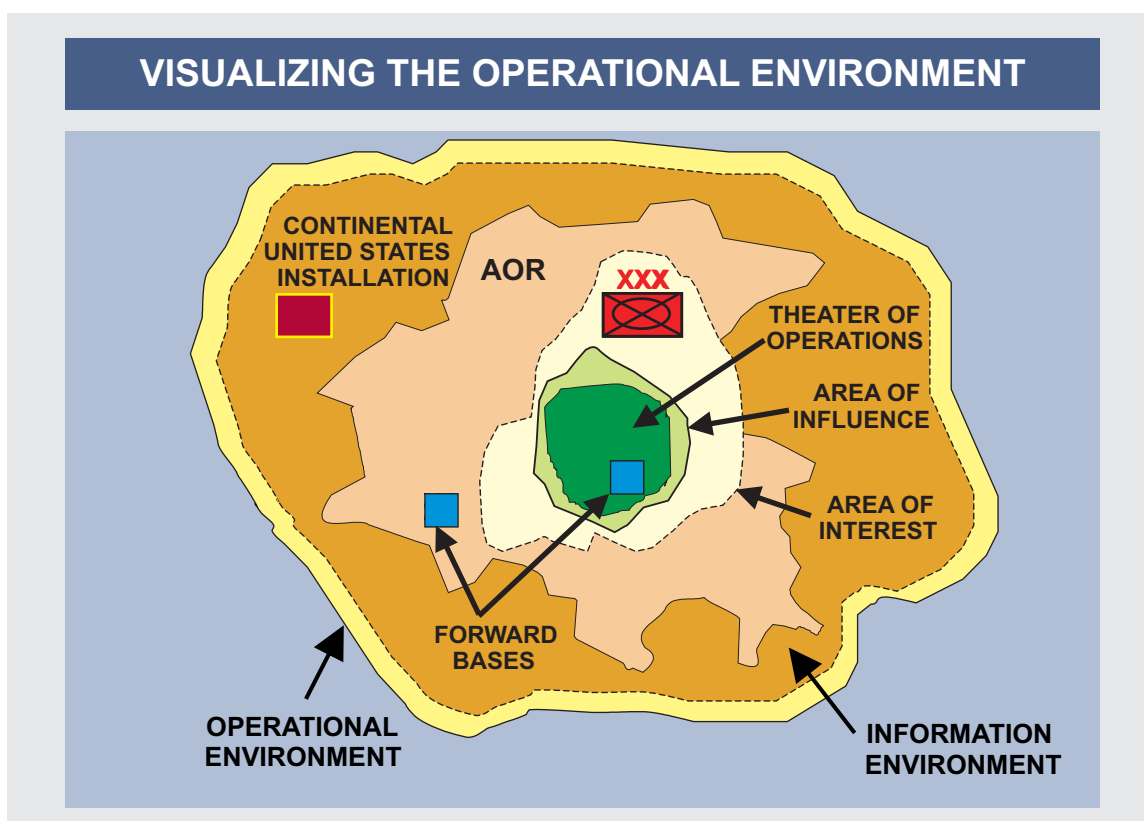 VISUALIZING THE OPERATIONAL ENVIRONMENT
CONTINENTAL
UNITED STATES
INSTALLATION
AOR
XXX
THEATER OF
OPERATIONS
AREA OF
INFLUENCE
AREA OF
INTEREST
FORWARD
BASES
OPERATIONAL
ENVIRONMENT
INFORMATION
ENVIRONMENT